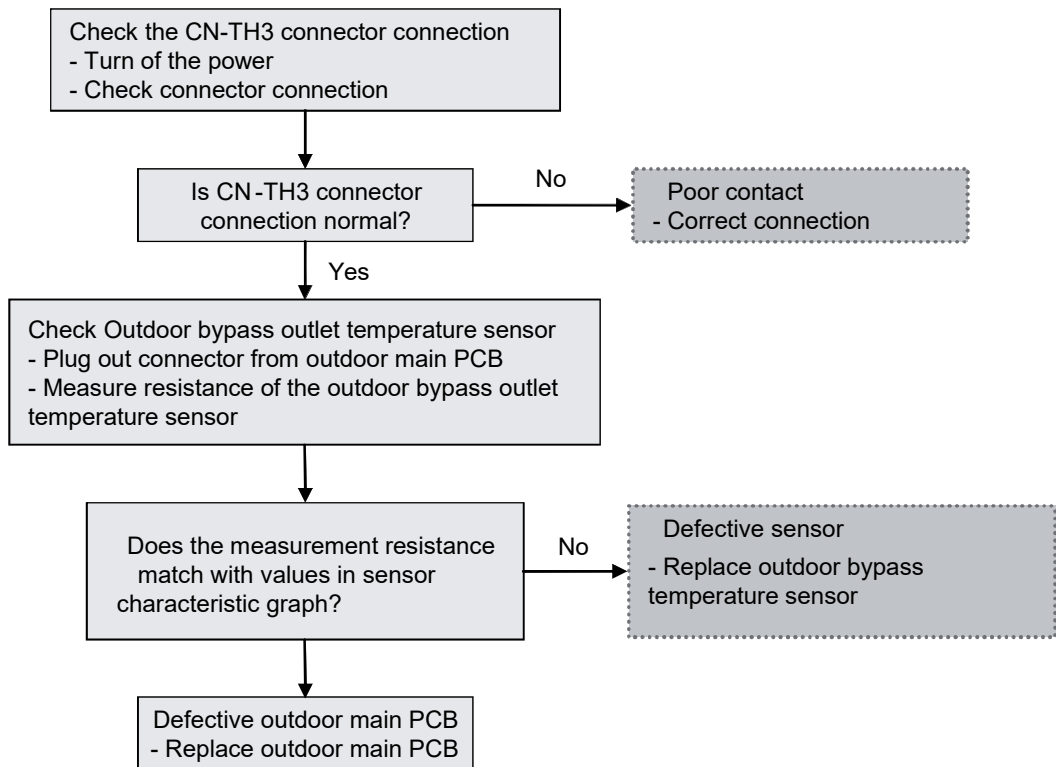 Check the CN-TH3 connector connection
- Turn of the power
- Check connector connection
Is CN-TH3 connector
connection normal?
No
Poor contact
- Correct connection
Yes
Check Outdoor bypass outlet temperature sensor
- Plug out connector from outdoor main PCB
- Measure resistance of the outdoor bypass outlet
temperature sensor
Does the measurement resistance
match with values in sensor
characteristic graph?
No
Defective sensor
- Replace outdoor bypass
temperature sensor
Defective outdoor main PCB
- Replace outdoor main PCB